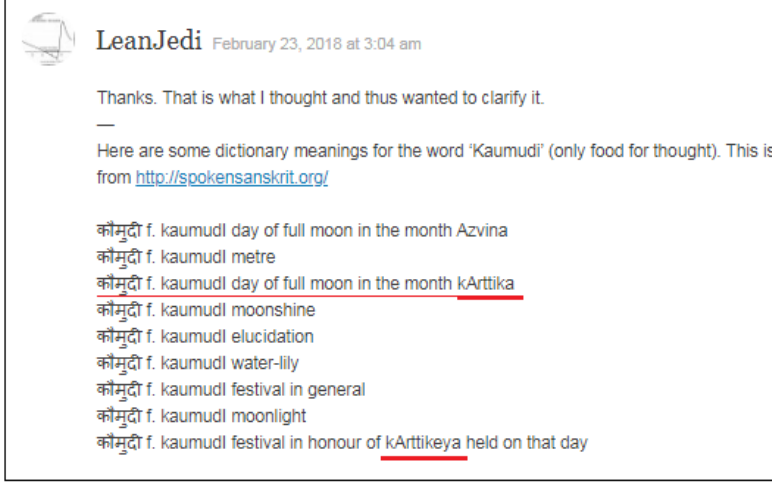 LeanJedi February 23, 2018 at 3:04 am
Thanks. That is what I thought and thus wanted to clarify it.
—
Here are some dictionary meanings for the word ‘Kaumudi’ (only food for thought). This is
from http://spokensanskrit.org/
कौमुदी f. kaumudI day of full moon in the month Azvina
कौमुदी f. kaumudI metre
कौमुदी f. kaumudI day of full moon in the month kArttika
कौमुदी f. kaumudI moonshine
कौमुदी f. kaumudI elucidation
कौमुदी f. kaumudI water-lily
कौमुदी f. kaumudI festival in general
कौमुदी f. kaumudI moonlight
कौमुदी f. kaumudI festival in honour of kArttikeya held on that day